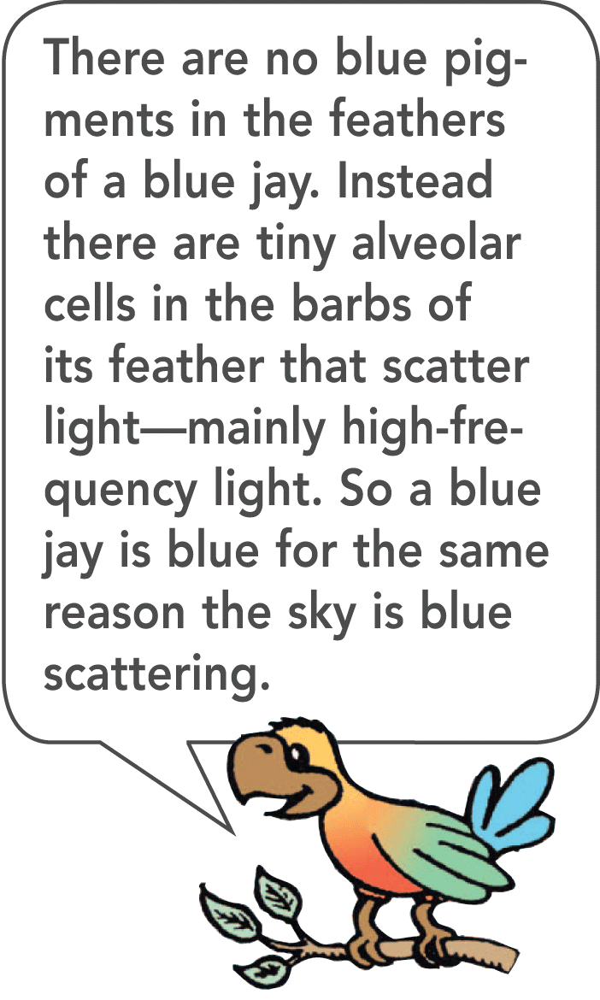 There are no blue pig-
ments in the feathers
of a blue jay. Instead
there are tiny alveolar
cells in the barbs of
its feather that scatter
light—mainly high-fre-
quency light. So a blue
jay is blue for the same
reason the sky is blue
scattering.